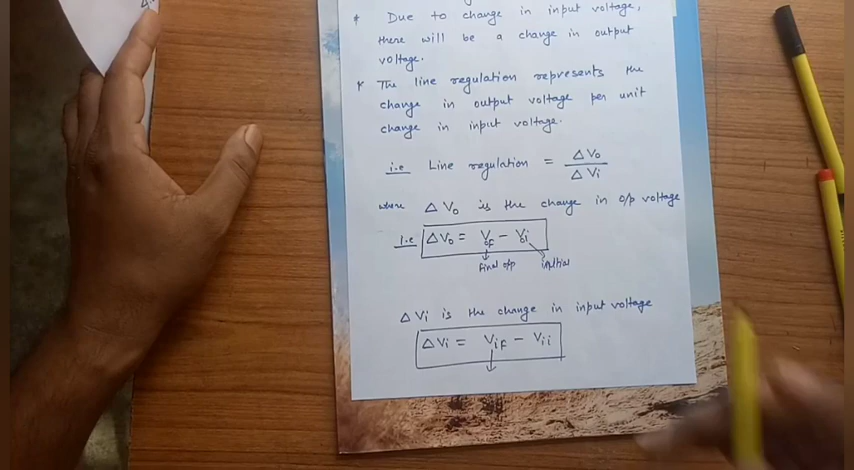 * Due to change in input voltage,
there will be a change in output
voltage.
* The line regulation represents the
change in output voltage per unit
change in input voltage.
i.e Line regulation = ΔVo / ΔVi
where ΔVo is the change in o/p voltage
i.e ΔVo = Vof - Voi
Final o/p initial
ΔVi is the change in input voltage
ΔVi = Vif - Vii